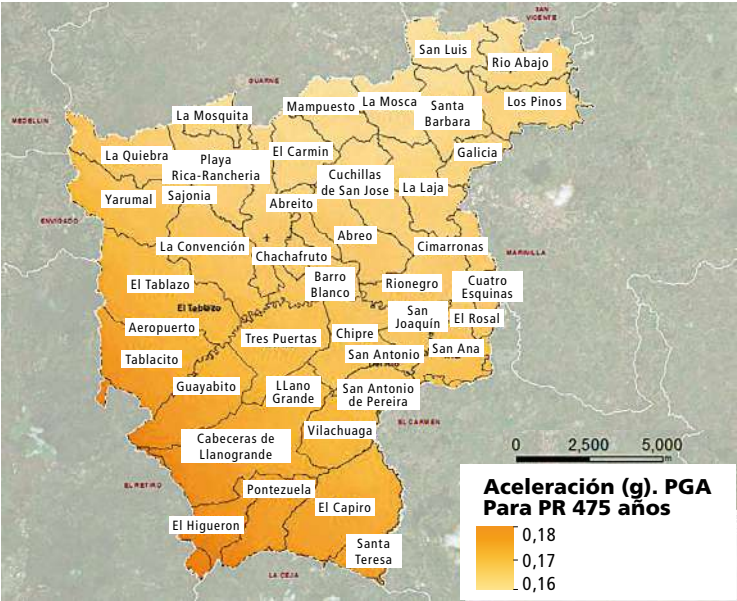 SAN
VICENTE
San Luis
Rio Abajo
GUARNE
Mampuesto
La Mosca
Santa
Barbara
Los Pinos
La Mosquita
MEDELLIN
La Quiebra
Playa
Rica-Rancheria
El Carmin
Galicia
Cuchillas
de San Jose
La Laja
Yarumal
Sajonia
Abreito
ENVIGADO
Abreo
La Convención
Chachafruto
Cimarronas
MARINILLA
El Tablazo
Barro
Blanco
Rionegro
Cuatro
Esquinas
El Tablazo
San
Joaquín
El Rosal
Aeropuerto
Tres Puertas
Chipre
Tablacito
San Antonio
San Ana
Guayabito
LLano
Grande
San Antonio
de Pereira
EL CARMEN
Vilachuaga
Cabeceras de
Llanogrande
0 2,500 5,000
m
EL RETIRO
Pontezuela
El Capiro
El Higueron
Santa
Teresa
LA CEJA
Aceleración (g). PGA
Para PR 475 años
0,18
0,17
0,16